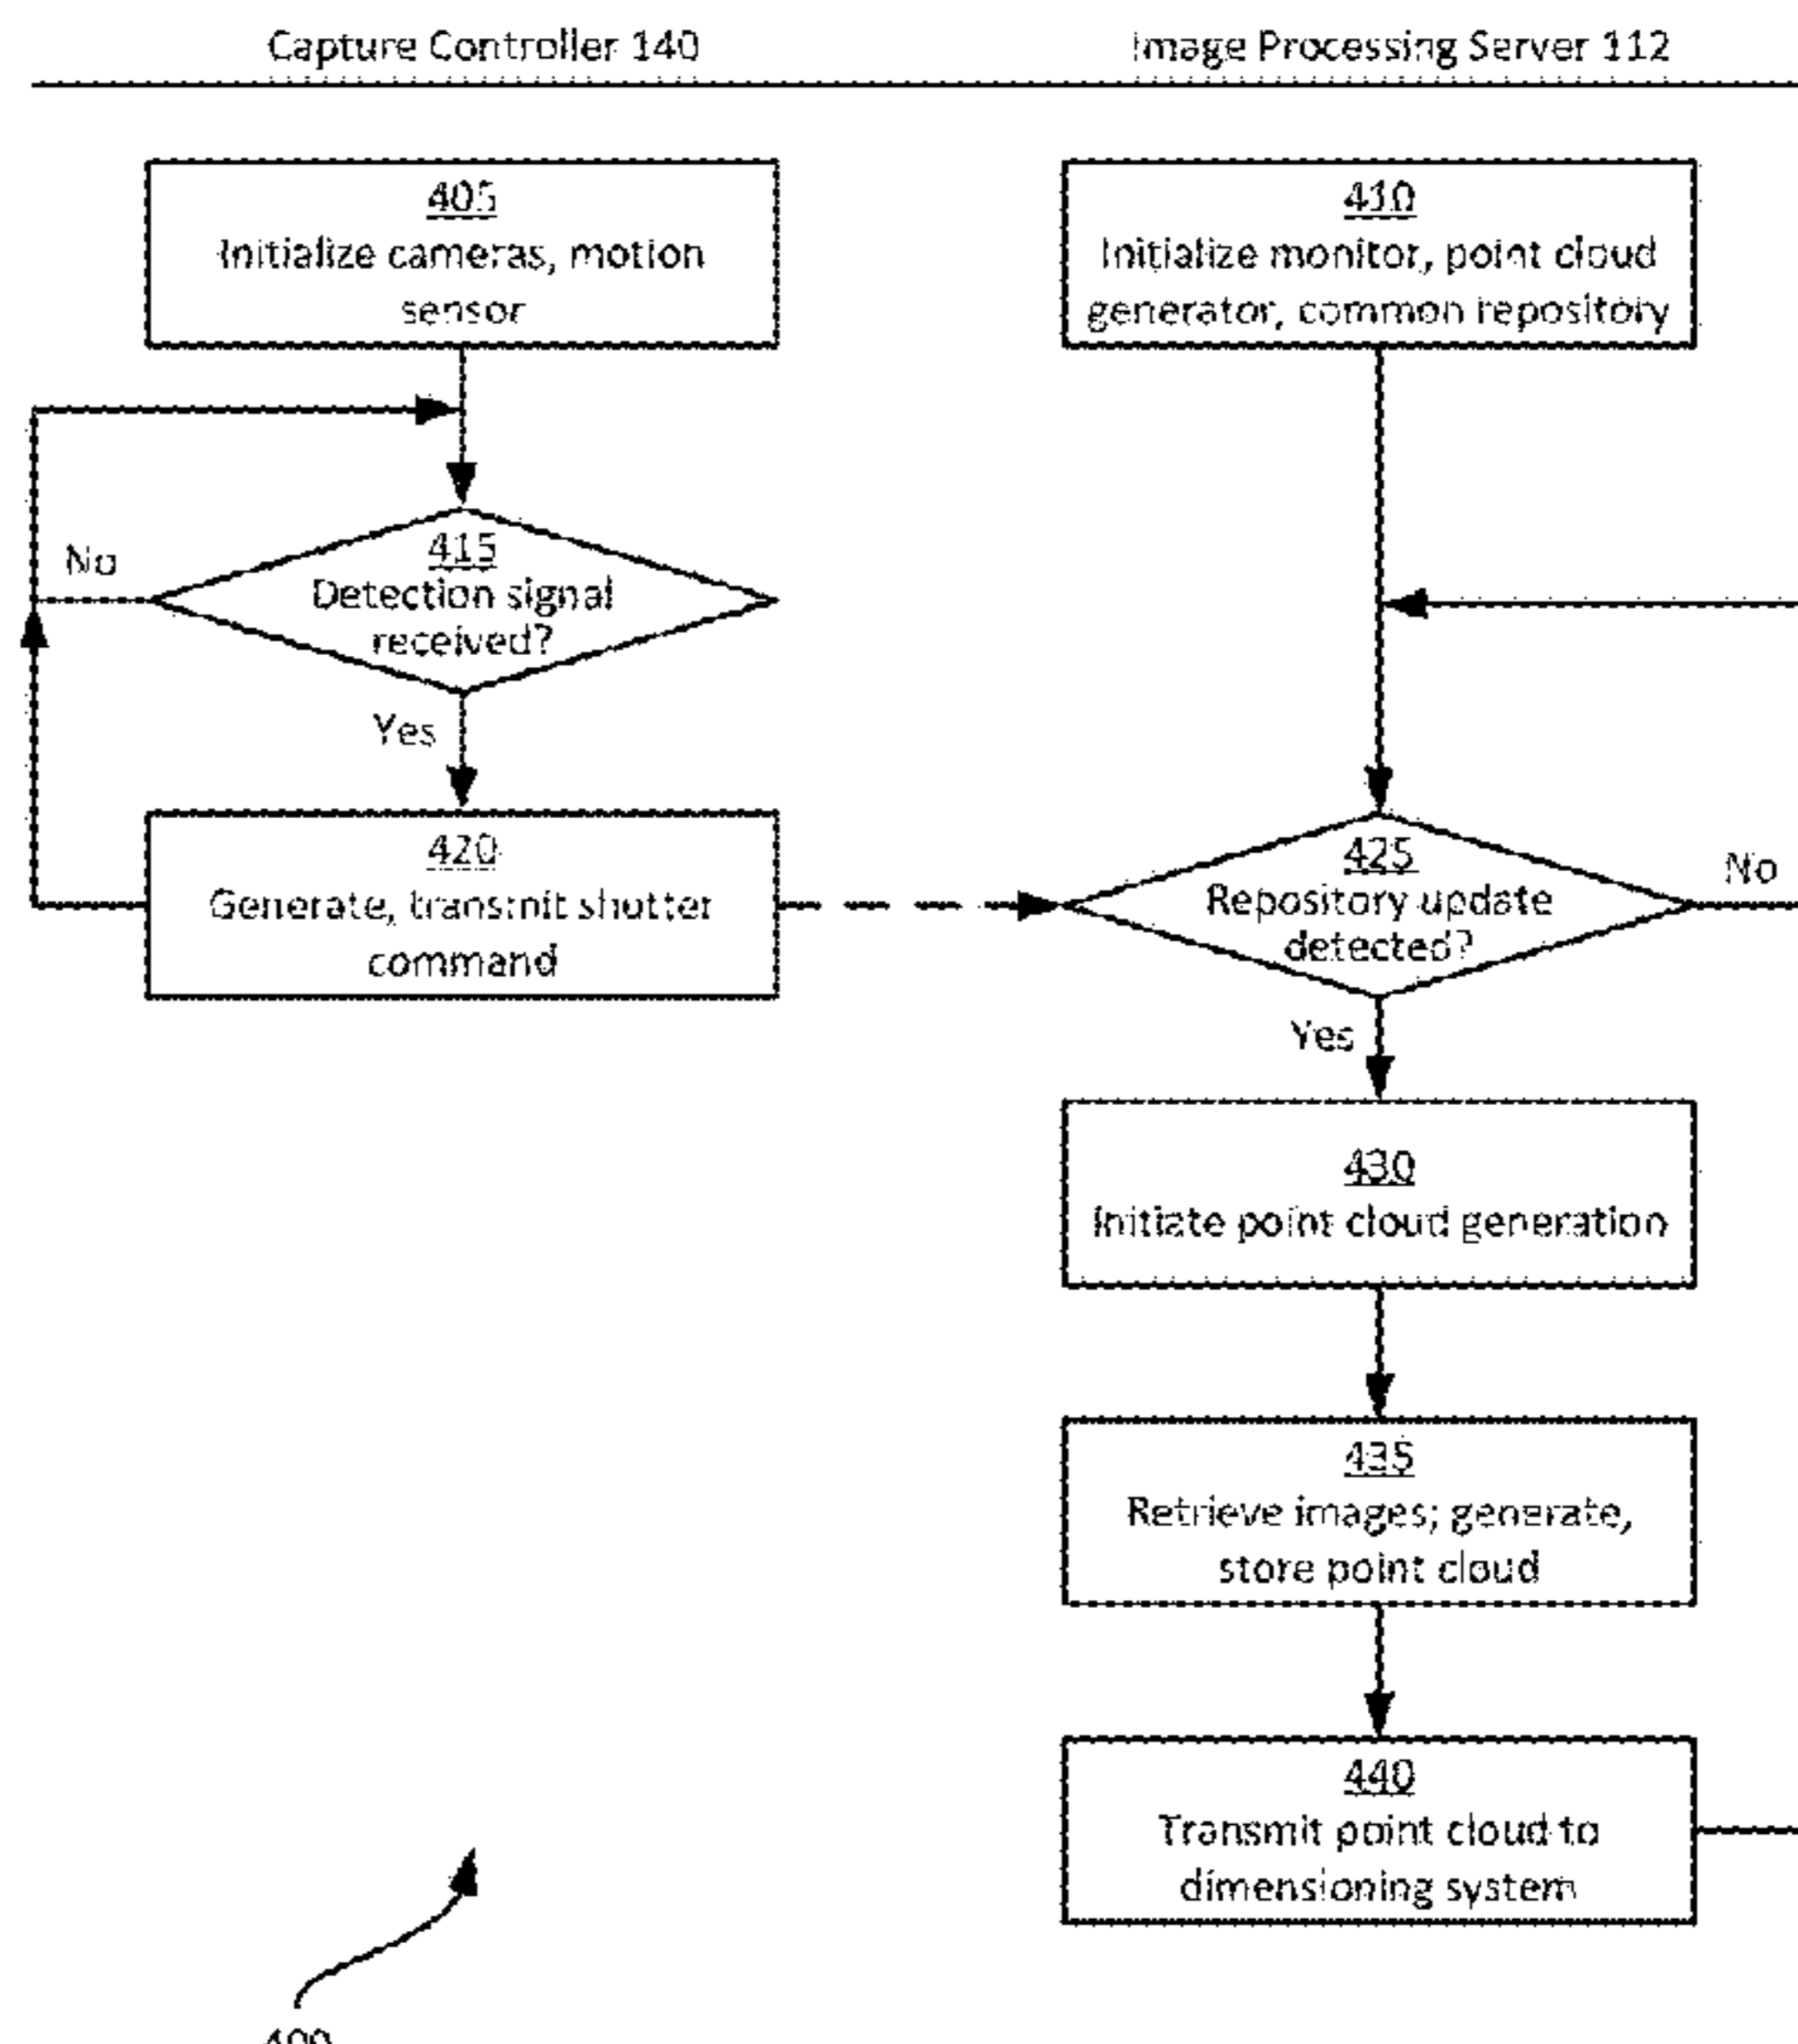 Capture Controller 140
Image Processing Server 112
405
Initialize cameras, motion
sensor
410
Initialize monitor, point cloud
generator, common repository
415
Detection signal
received?
No
Yes
420
Generate, transmit shutter
command
425
Repository update
detected?
No
Yes
430
Initiate point cloud generation
435
Retrieve images; generate,
store point cloud
440
Transmit point cloud to
dimensioning system
400